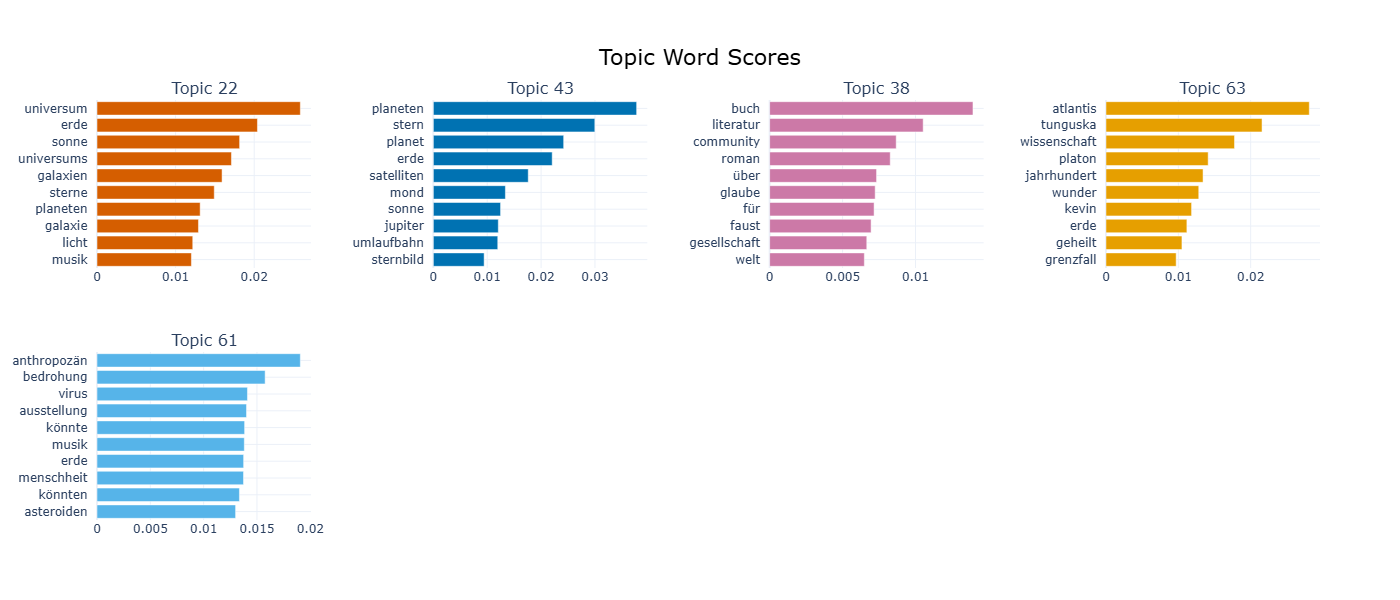 Topic Word Scores
Topic 22
universum
erde
sonne
universums
galaxien
sterne
planeten
galaxie
licht
musik
0 0.01 0.02
Topic 43
planeten
stern
planet
erde
satelliten
mond
sonne
jupiter
umlaufbahn
sternbild
0 0.01 0.02 0.03
Topic 38
buch
literatur
community
roman
über
glaube
für
faust
gesellschaft
welt
0 0.005 0.01
Topic 63
atlantis
tunguska
wissenschaft
platon
jahrhundert
wunder
kevin
erde
geheilt
grenzfall
0 0.01 0.02
Topic 61
anthropozän
bedrohung
virus
ausstellung
könnte
musik
erde
menschheit
könnten
asteroiden
0 0.005 0.01 0.015 0.02